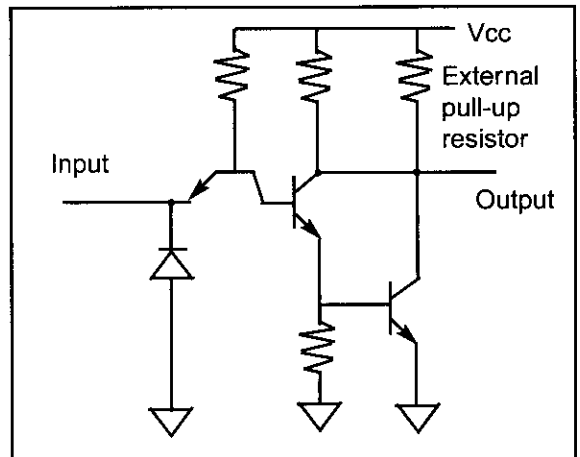 Vcc
External
pull-up
resistor
Input
Output